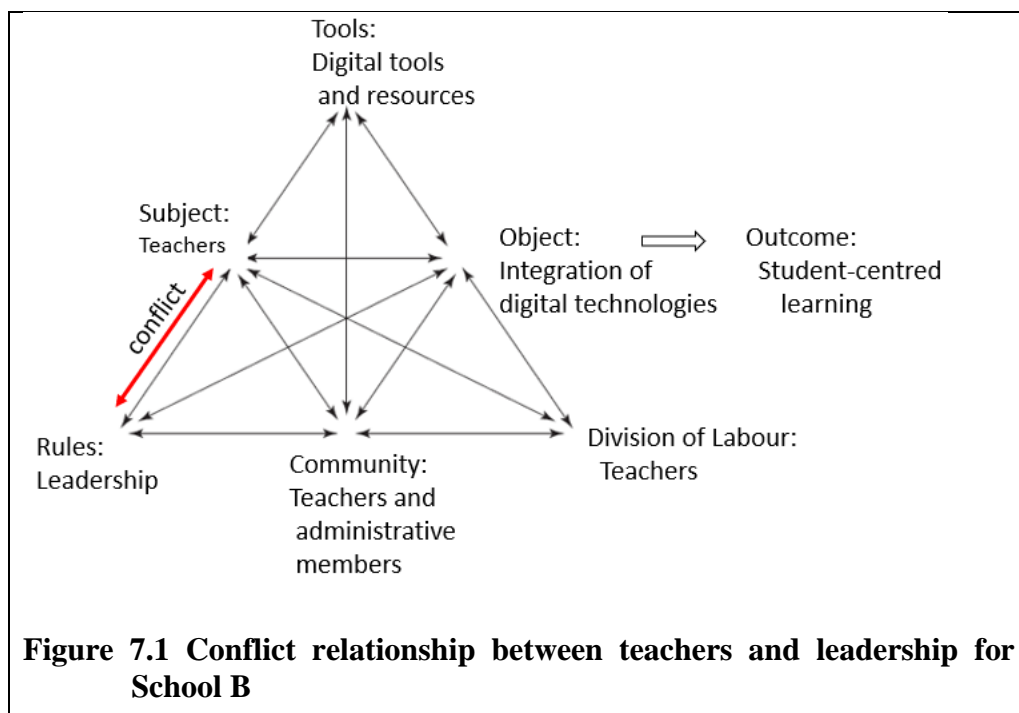 Tools:
Digital tools
and resources
Subject:
Teachers
Object:
Integration of
digital technologies
Outcome:
Student-centred
learning
conflict
Rules:
Leadership
Community:
Teachers and
administrative
members
Division of Labour:
Teachers
Figure 7.1 Conflict relationship between teachers and leadership for
School B